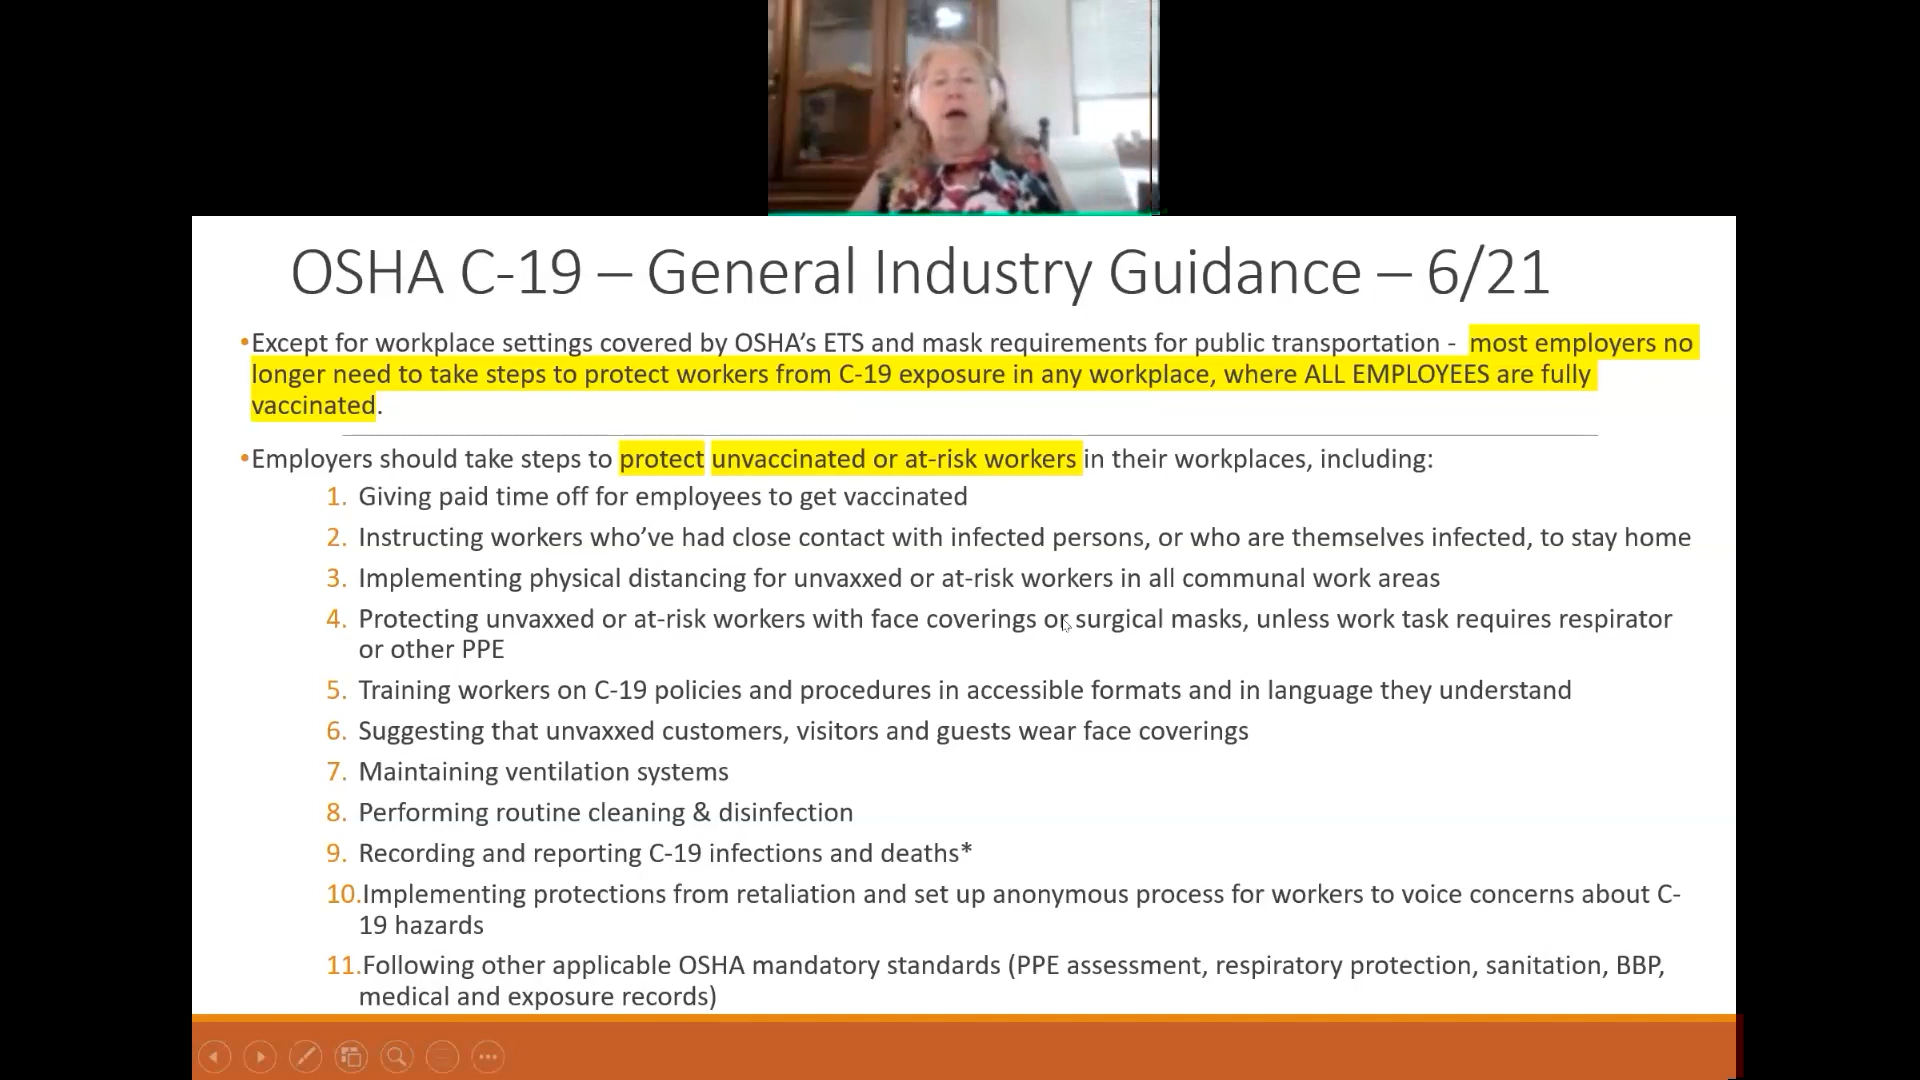 OSHA C-19 – General Industry Guidance – 6/21
•Except for workplace settings covered by OSHA’s ETS and mask requirements for public transportation - most employers no
longer need to take steps to protect workers from C-19 exposure in any workplace, where ALL EMPLOYEES are fully
vaccinated.
•Employers should take steps to protect unvaccinated or at-risk workers in their workplaces, including:
1. Giving paid time off for employees to get vaccinated
2. Instructing workers who’ve had close contact with infected persons, or who are themselves infected, to stay home
3. Implementing physical distancing for unvaxxed or at-risk workers in all communal work areas
4. Protecting unvaxxed or at-risk workers with face coverings or surgical masks, unless work task requires respirator
or other PPE
5. Training workers on C-19 policies and procedures in accessible formats and in language they understand
6. Suggesting that unvaxxed customers, visitors and guests wear face coverings
7. Maintaining ventilation systems
8. Performing routine cleaning & disinfection
9. Recording and reporting C-19 infections and deaths*
10.Implementing protections from retaliation and set up anonymous process for workers to voice concerns about C-
19 hazards
11.Following other applicable OSHA mandatory standards (PPE assessment, respiratory protection, sanitation, BBP,
medical and exposure records)